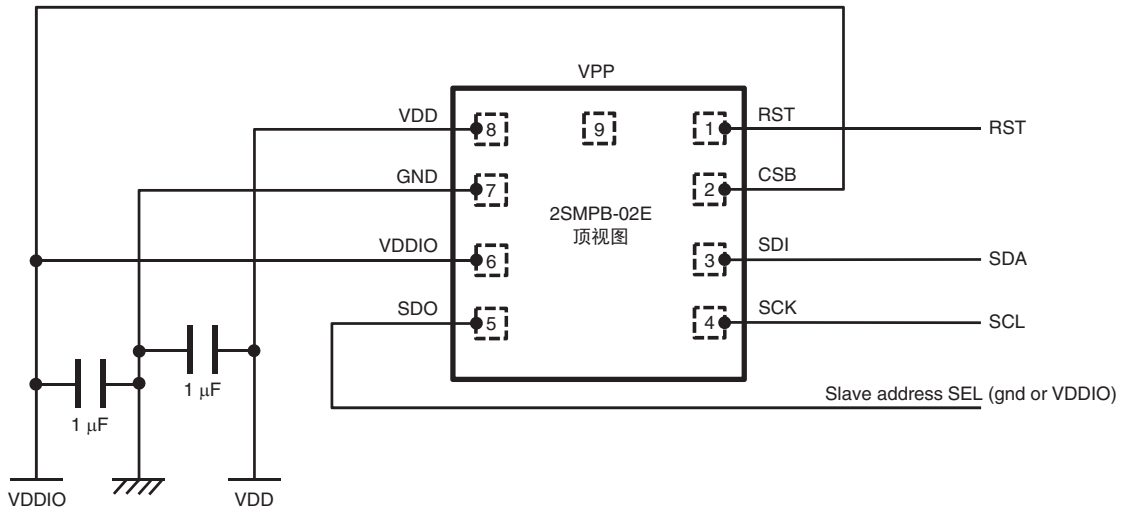 VPP
VDD
8
9
1
RST
RST
GND
7
2
CSB
2SMPB-02E
顶视图
VDDIO
6
3
SDI
SDA
SDO
5
4
SCK
SCL
1 μF
1 μF
Slave address SEL (gnd or VDDIO)
VDDIO
VDD